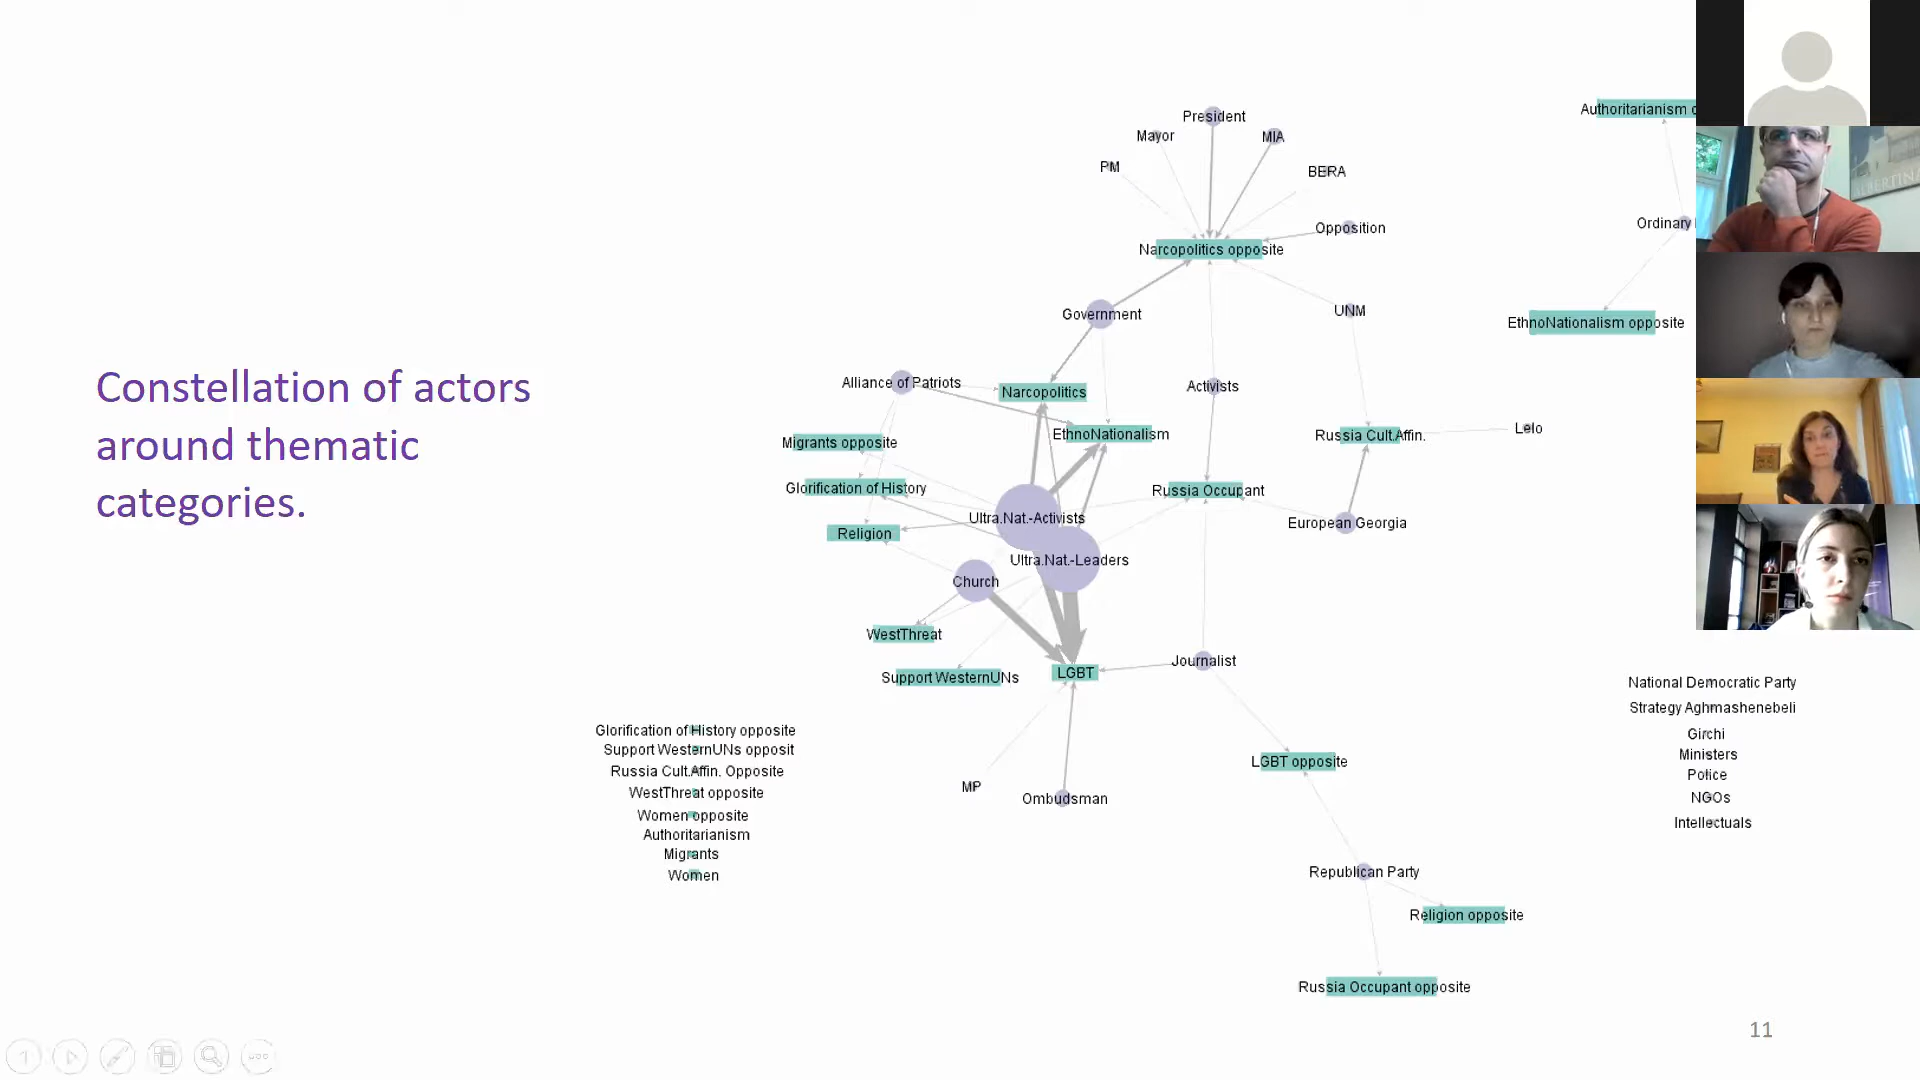 Constellation of actors
around thematic
categories.
President
Mayor
MIA
PM
BERA
Opposition
Narcopolitics opposite
Government
UNM
Alliance of Patriots
Narcopolitics
Activists
EthnoNationalism
Russia Cult.Affin.
Lelo
Migrants opposite
Glorification of History
Russia Occupant
Ultra.Nat.-Activists
European Georgia
Religion
Ultra.Nat.-Leaders
Church
WestThreat
Support WesternUNs
LGBT
Journalist
MP
Ombudsman
LGBT opposite
Republican Party
Religion opposite
Russia Occupant opposite
Glorification of History opposite
Support WesternUNs opposit
Russia Cult.Affin. Opposite
WestThreat opposite
Women opposite
Authoritarianism
Migrants
Women
Authoritarianism
Ordinary
EthnoNationalism opposite
National Democratic Party
Strategy Aghmashenebeli
Girchi
Ministers
Police
NGOs
Intellectuals
ALBERTINA
11